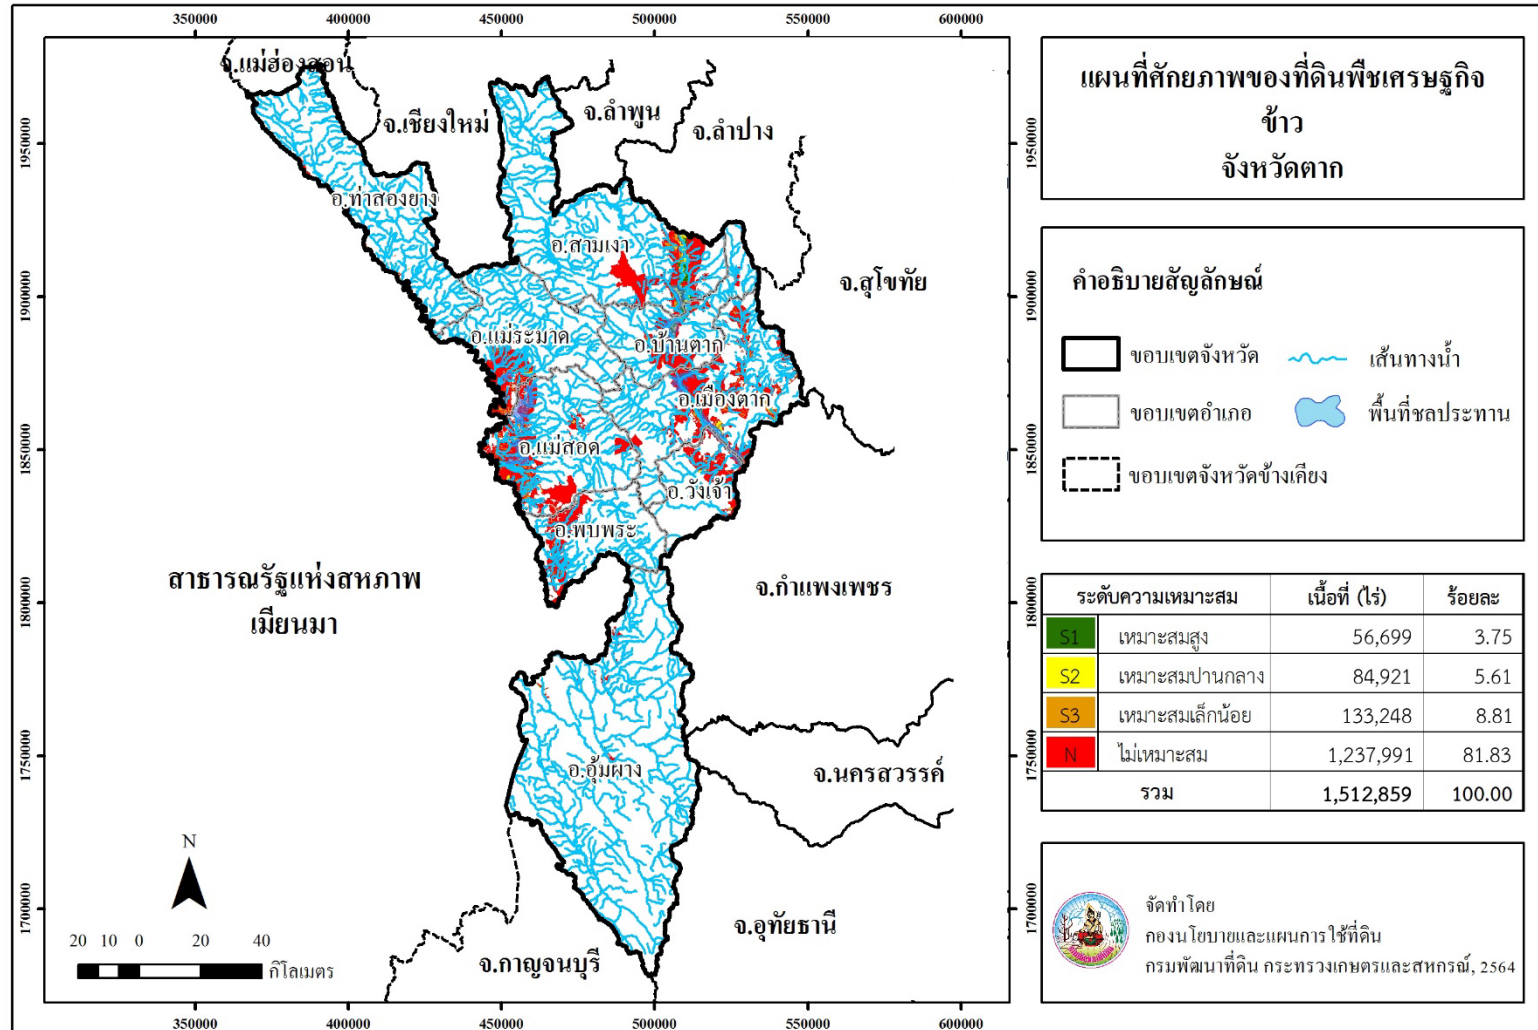 350000 400000 450000 500000 550000 600000
จ.แม่ฮ่องสอน
จ.เชียงใหม่
จ.ลำพูน
จ.ลำปาง
จ.สุโขทัย
อ.ท่าสองยาง
อ.สามเงา
อ.แม่ระมาด
อ.บ้านตาก
อ.เมืองตาก
อ.แม่สอด
อ.วังเจ้า
อ.พบพระ
สาธารณรัฐแห่งสหภาพ
เมียนมา
จ.กำแพงเพชร
อ.อุ้มผาง
จ.นครสวรรค์
จ.อุทัยธานี
จ.กาญจนบุรี
N
20 10 0 20 40
กิโลเมตร
1950000 1900000 1850000 1800000 1750000 1700000
1950000 1900000 1850000 1800000 1750000 1700000
350000 400000 450000 500000 550000 600000
แผนที่ศักยภาพของที่ดินพืชเศรษฐกิจ
ข้าว
จังหวัดตาก
คำอธิบายสัญลักษณ์
ขอบเขตจังหวัด เส้นทางน้ำ
ขอบเขตอำเภอ พื้นที่ชลประทาน
ขอบเขตจังหวัดข้างเคียง
ระดับความเหมาะสม เนื้อที่ (ไร่) ร้อยละ
S1 เหมาะสมสูง 56,699 3.75
S2 เหมาะสมปานกลาง 84,921 5.61
S3 เหมาะสมเล็กน้อย 133,248 8.81
N ไม่เหมาะสม 1,237,991 81.83
รวม 1,512,859 100.00
จัดทำโดย
กองนโยบายและแผนการใช้ที่ดิน
กรมพัฒนาที่ดิน กระทรวงเกษตรและสหกรณ์, 2564